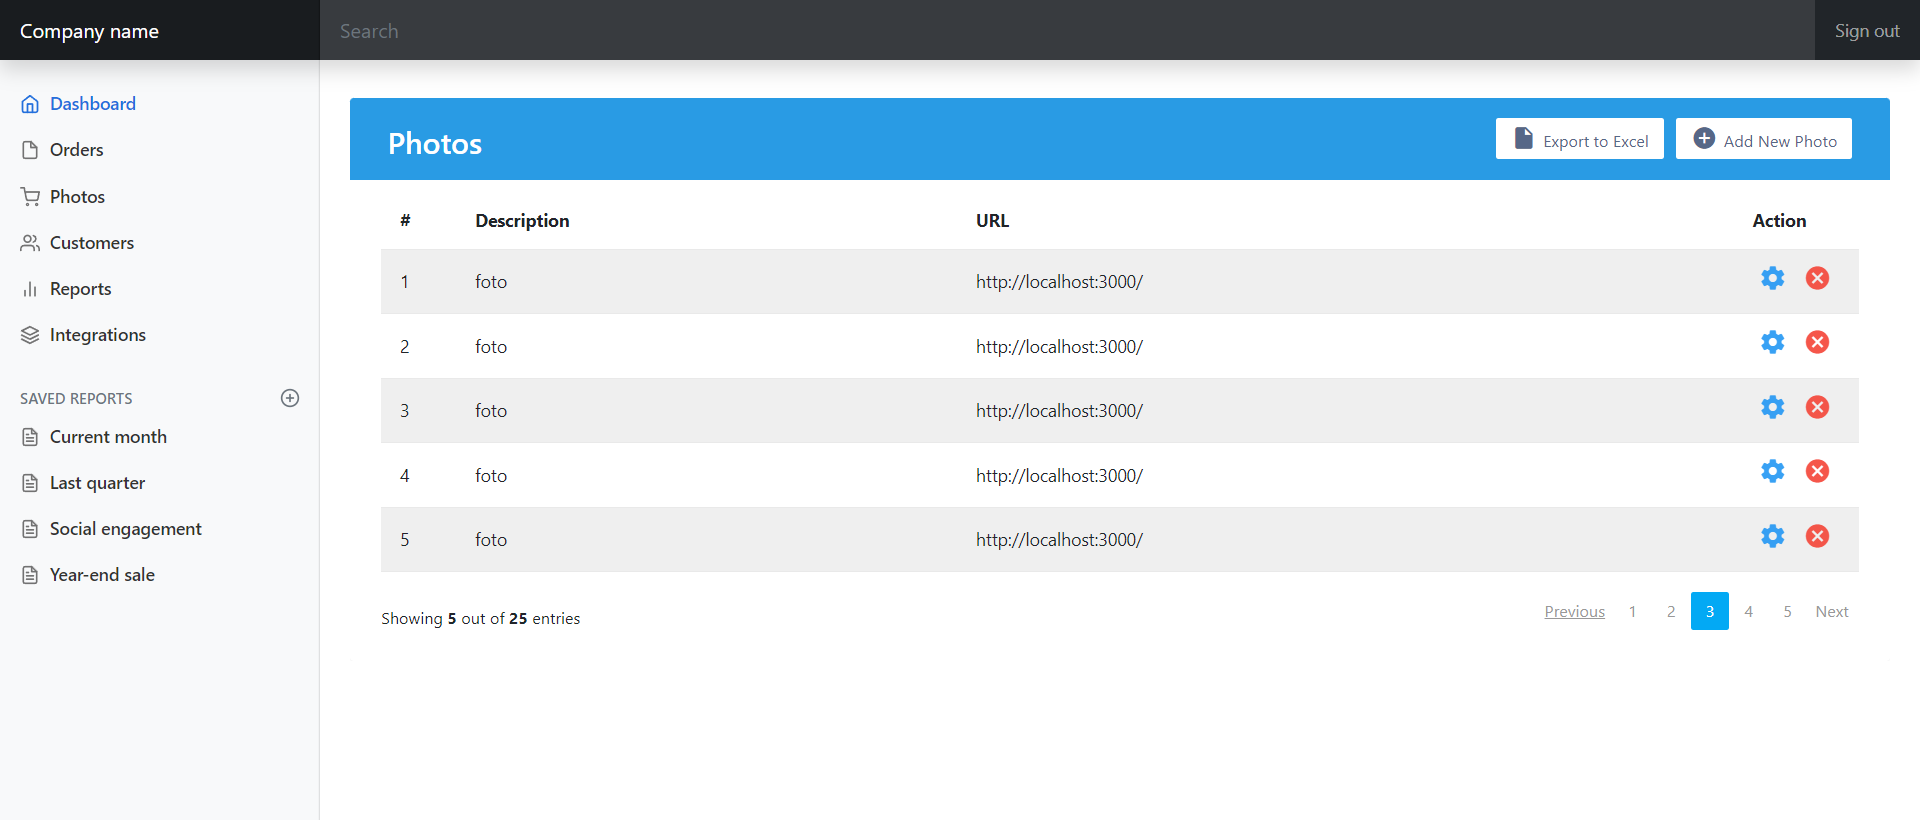 Company name
Search
Sign out
Dashboard
Orders
Photos
Customers
Reports
Integrations
SAVED REPORTS
Current month
Last quarter
Social engagement
Year-end sale
Photos
Export to Excel
Add New Photo
# Description URL Action
1 foto http://localhost:3000/
2 foto http://localhost:3000/
3 foto http://localhost:3000/
4 foto http://localhost:3000/
5 foto http://localhost:3000/
Showing 5 out of 25 entries
Previous 1 2 3 4 5 Next